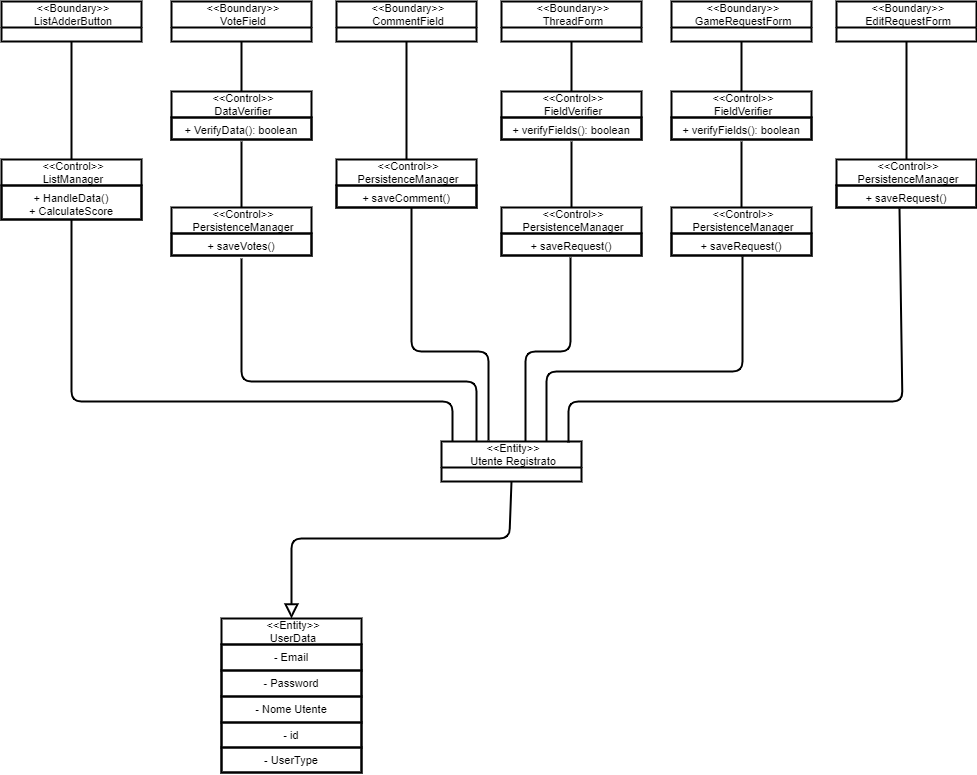 <<Boundary>>
ListAdderButton
<<Boundary>>
VoteField
<<Boundary>>
CommentField
<<Boundary>>
ThreadForm
<<Boundary>>
GameRequestForm
<<Boundary>>
EditRequestForm
<<Control>>
DataVerifier
+ VerifyData(): boolean
<<Control>>
FieldVerifier
+ verifyFields(): boolean
<<Control>>
FieldVerifier
+ verifyFields(): boolean
<<Control>>
ListManager
+ HandleData()
+ CalculateScore
<<Control>>
PersistenceManager
+ saveComment()
<<Control>>
PersistenceManager
+ saveRequest()
<<Control>>
PersistenceManager
+ saveVotes()
<<Control>>
PersistenceManager
+ saveRequest()
<<Control>>
PersistenceManager
+ saveRequest()
<<Entity>>
Utente Registrato
<<Entity>>
UserData
- Email
- Password
- Nome Utente
- id
- UserType